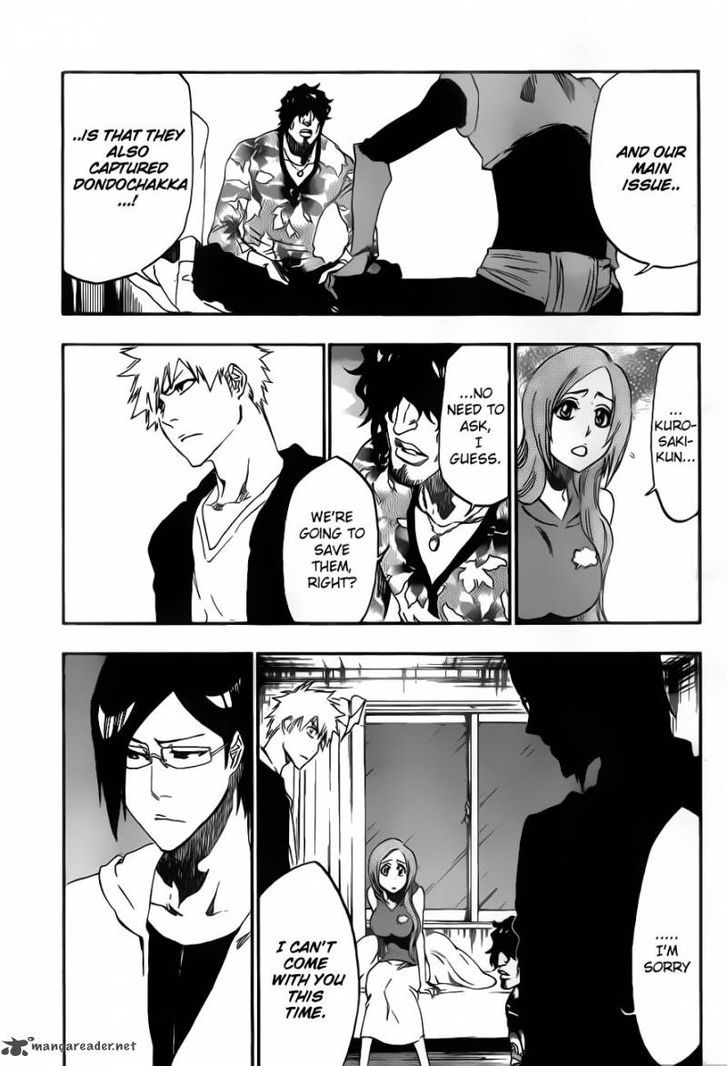 AND OUR
MAIN
ISSUE..
..IS THAT THEY
ALSO
CAPTURED
DONDOCHAKKA
...!
...
KURO-
SAKI-
KUN...
...NO
NEED TO
ASK,
I
GUESS.
WE'RE
GOING TO
SAVE
THEM,
RIGHT?
.....
I'M
SORRY
I CAN'T
COME
WITH YOU
THIS
TIME.
mangareader.net